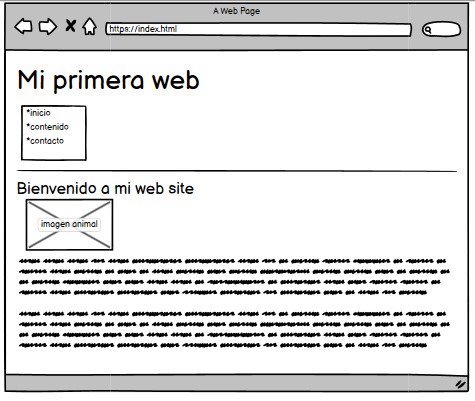 A Web Page
https://index.html
Mi primera web
*inicio
*contenido
*contacto
Bienvenido a mi web site
imagen animal